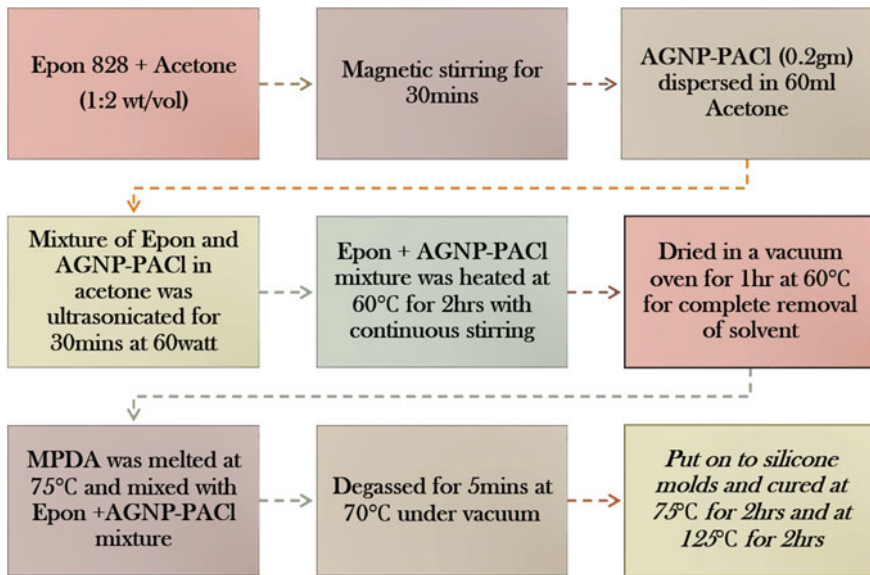 Epon 828 + Acetone
(1:2 wt/vol)
Magnetic stirring for
30mins
AGNP-PACl (0.2gm)
dispersed in 60ml
Acetone
Mixture of Epon and
AGNP-PACl in
acetone was
ultrasonicated for
30mins at 60watt
Epon + AGNP-PACl
mixture was heated at
60°C for 2hrs with
continuous stirring
Dried in a vacuum
oven for 1hr at 60°C
for complete removal
of solvent
MPDA was melted at
75°C and mixed with
Epon +AGNP-PACl
mixture
Degassed for 5mins at
70°C under vacuum
Put on to silicone
molds and cured at
75°C for 2hrs and at
125°C for 2hrs